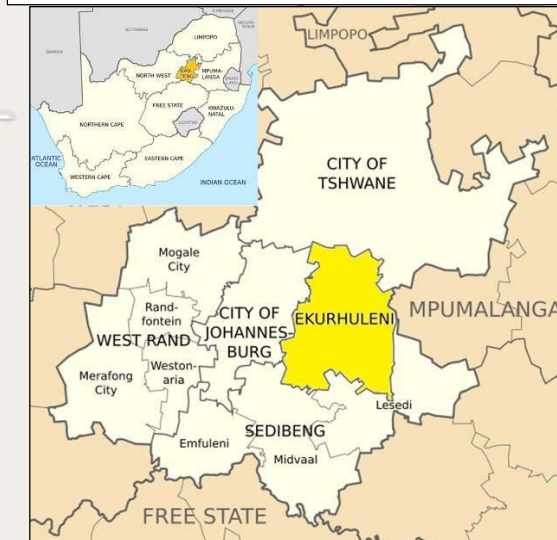 LIMPOPO
NORTH WEST
MPUMA-
LANGA
FREE STATE
KWAZULU-
NATAL
NORTHERN CAPE
EASTERN CAPE
WESTERN CAPE
ATLANTIC
OCEAN
INDIAN OCEAN
LIMPOPO
CITY OF
TSHWANE
Mogale
City
Rand-
fontein
WEST RAND
CITY OF
JOHANNES-
BURG
EKURHULENI
MPUMALANGA
Merafong
City
Weston-
aria
Lesedi
SEDIBENG
Emfuleni
Midvaal
FREE STATE